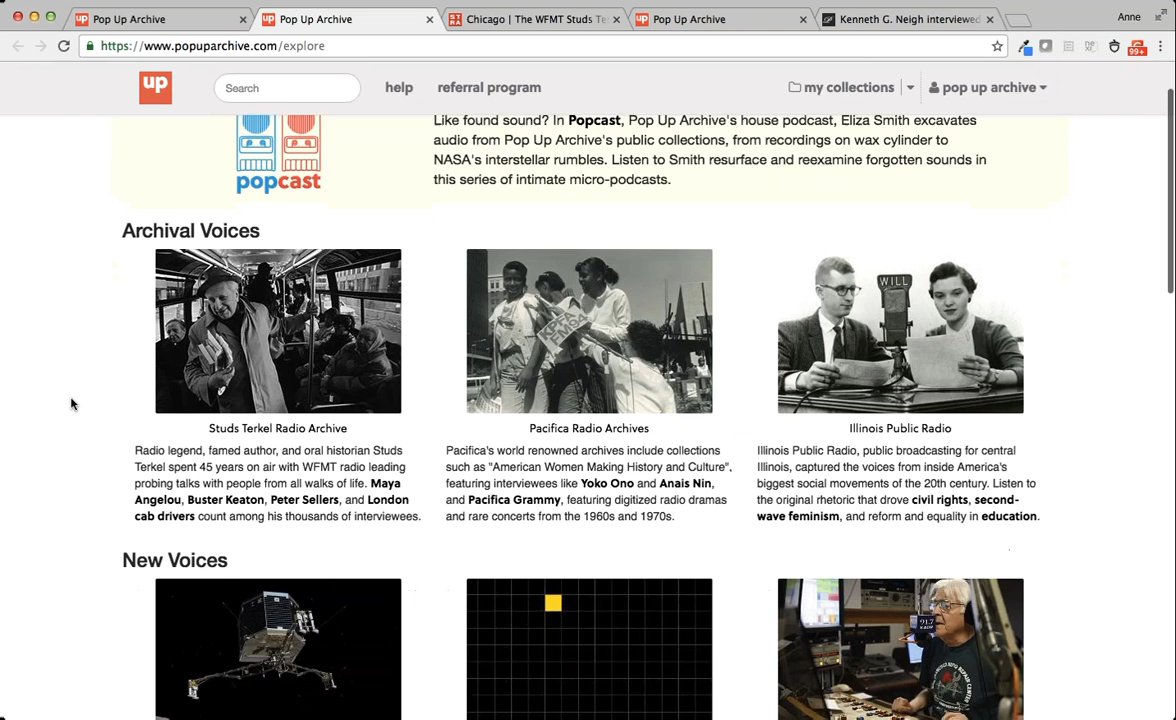 Pop Up Archive
Pop Up Archive
Chicago | The WFMT Studs Te
Pop Up Archive
Kenneth G. Neigh interviewed
Anne
https://www.popuparchive.com/explore
99+
up
Search
help
referral program
my collections
pop up archive
Like found sound? In Popcast, Pop Up Archive's house podcast, Eliza Smith excavates
audio from Pop Up Archive's public collections, from recordings on wax cylinder to
NASA's interstellar rumbles. Listen to Smith resurface and reexamine forgotten sounds in
this series of intimate micro-podcasts.
popcast
Archival Voices
WILL
Studs Terkel Radio Archive
Radio legend, famed author, and oral historian Studs
Terkel spent 45 years on air with WFMT radio leading
probing talks with people from all walks of life. Maya
Angelou, Buster Keaton, Peter Sellers, and London
cab drivers count among his thousands of interviewees.
Pacifica Radio Archives
Pacifica's world renowned archives include collections
such as "American Women Making History and Culture",
featuring interviewees like Yoko Ono and Anais Nin,
and Pacifica Grammy, featuring digitized radio dramas
and rare concerts from the 1960s and 1970s.
Illinois Public Radio
Illinois Public Radio, public broadcasting for central
Illinois, captured the voices from inside America's
biggest social movements of the 20th century. Listen to
the original rhetoric that drove civil rights, second-
wave feminism, and reform and equality in education.
New Voices
91.7